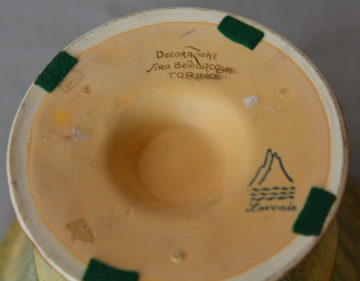 DECORAZIONE
SIRO BEVILACQUA
TORINO
Lavenia